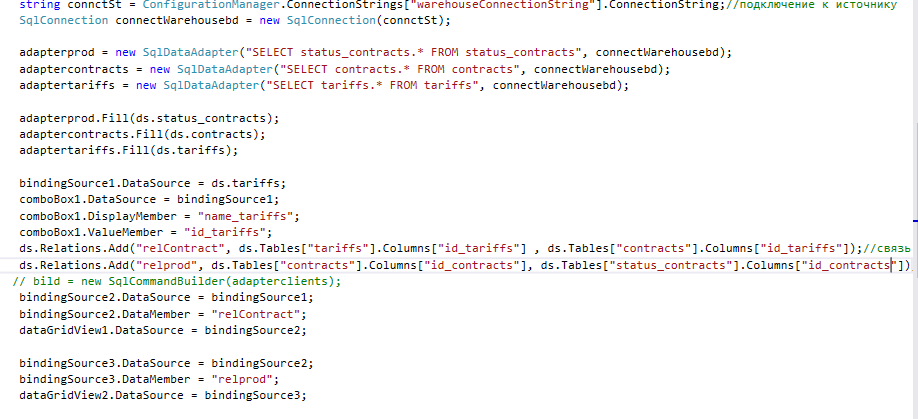 string connctSt = ConfigurationManager.ConnectionStrings["warehouseConnectionString"].ConnectionString;//подключение к источнику
SqlConnection connectWarehousebd = new SqlConnection(connctSt);
adapterprod = new SqlDataAdapter("SELECT status_contracts.* FROM status_contracts", connectWarehousebd);
adaptercontracts = new SqlDataAdapter("SELECT contracts.* FROM contracts", connectWarehousebd);
adaptertariffs = new SqlDataAdapter("SELECT tariffs.* FROM tariffs", connectWarehousebd);
adapterprod.Fill(ds.status_contracts);
adaptercontracts.Fill(ds.contracts);
adaptertariffs.Fill(ds.tariffs);
bindingSource1.DataSource = ds.tariffs;
comboBox1.DataSource = bindingSource1;
comboBox1.DisplayMember = "name_tariffs";
comboBox1.ValueMember = "id_tariffs";
ds.Relations.Add("relContract", ds.Tables["tariffs"].Columns["id_tariffs"] , ds.Tables["contracts"].Columns["id_tariffs"]);//связь
ds.Relations.Add("relprod", ds.Tables["contracts"].Columns["id_contracts"], ds.Tables["status_contracts"].Columns["id_contracts"])
// bild = new SqlCommandBuilder(adapterclients);
bindingSource2.DataSource = bindingSource1;
bindingSource2.DataMember = "relContract";
dataGridView1.DataSource = bindingSource2;
bindingSource3.DataSource = bindingSource2;
bindingSource3.DataMember = "relprod";
dataGridView2.DataSource = bindingSource3;